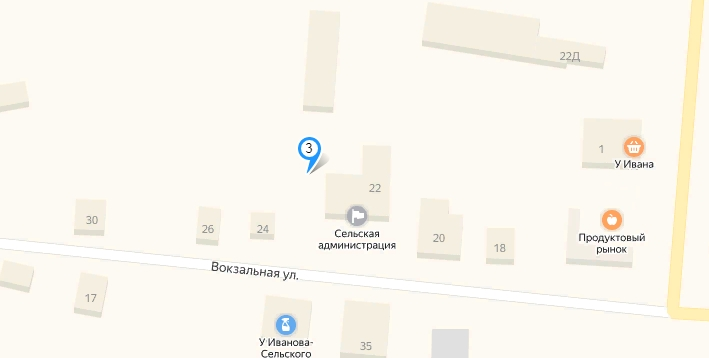 22Д
3
1
У Ивана
22
30
26
24
Сельская
администрация
20
18
Продуктовый
рынок
Вокзальная ул.
17
У Иванова-
Сельского
35